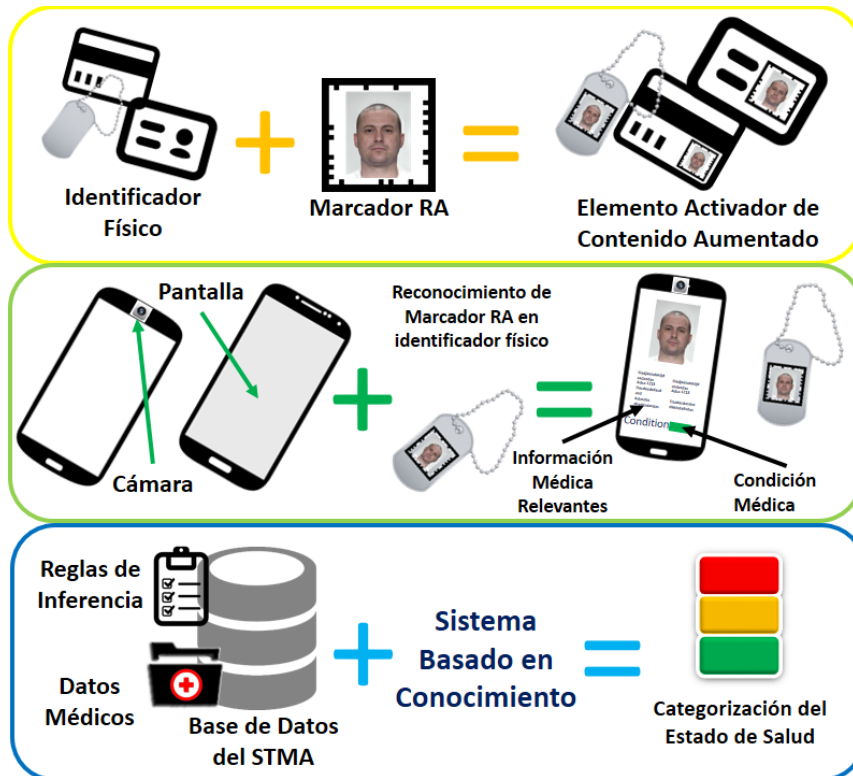 Identificador
Físico
Marcador RA
Elemento Activador de
Contenido Aumentado
Pantalla
Cámara
Reconocimiento de
Marcador RA en
identificador físico
Condition
Información
Médica
Relevantes
Condición
Médica
Reglas de
Inferencia
Datos
Médicos
Base de Datos
del STMA
Sistema
Basado en
Conocimiento
Categorización del
Estado de Salud